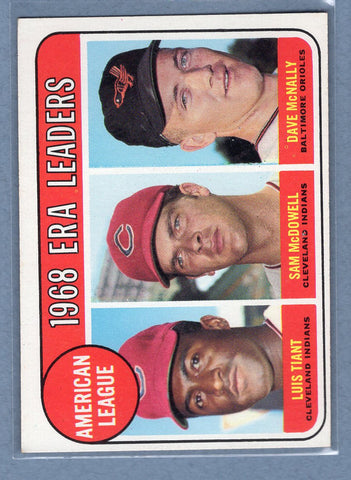 1968 ERA LEADERS
AMERICAN
LEAGUE
LUIS TIANT
CLEVELAND INDIANS
SAM McDOWELL
CLEVELAND INDIANS
DAVE McNALLY
BALTIMORE ORIOLES
C